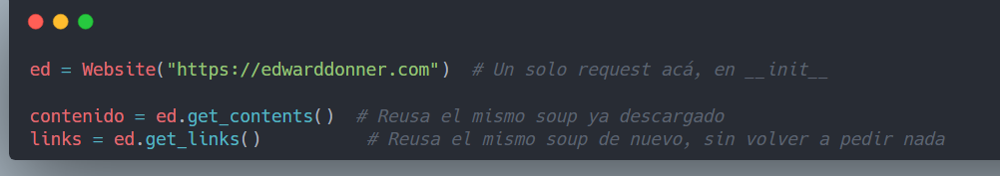 ed = Website("https://edwarddonner.com")  # Un solo request acá, en __init__
contenido = ed.get_contents()  # Reusa el mismo soup ya descargado
links = ed.get_links()          # Reusa el mismo soup de nuevo, sin volver a pedir nada